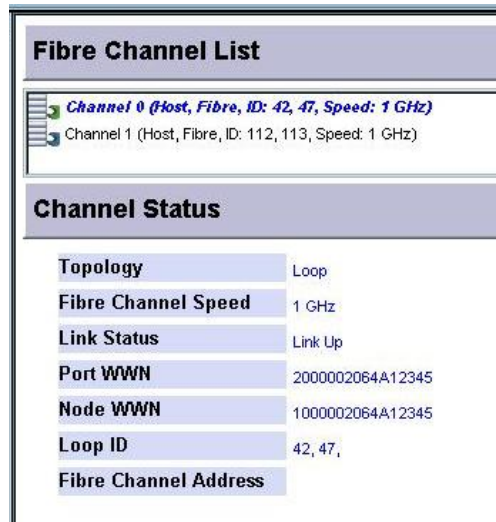 Fibre Channel List
Channel 0 (Host, Fibre, ID: 42, 47, Speed: 1 GHz)
Channel 1 (Host, Fibre, ID: 112, 113, Speed: 1 GHz)
Channel Status
Topology Loop
Fibre Channel Speed 1 GHz
Link Status Link Up
Port WWN 2000002064A12345
Node WWN 1000002064A12345
Loop ID 42, 47,
Fibre Channel Address